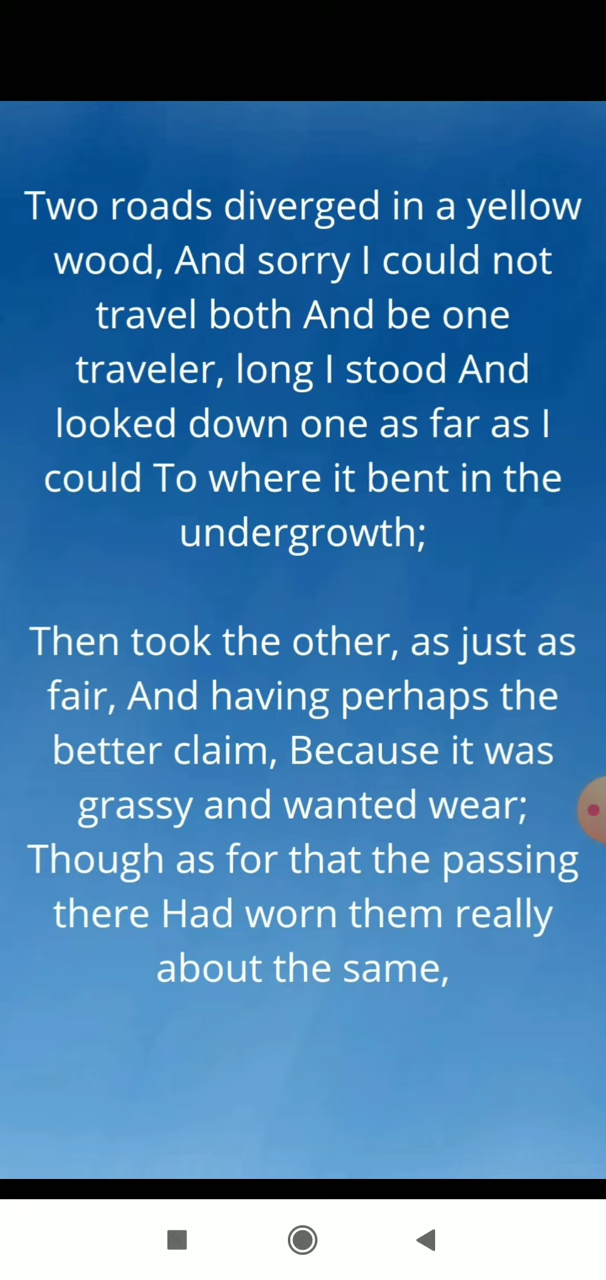 Two roads diverged in a yellow
wood, And sorry I could not
travel both And be one
traveler, long I stood And
looked down one as far as I
could To where it bent in the
undergrowth;
Then took the other, as just as
fair, And having perhaps the
better claim, Because it was
grassy and wanted wear;
Though as for that the passing
there Had worn them really
about the same,